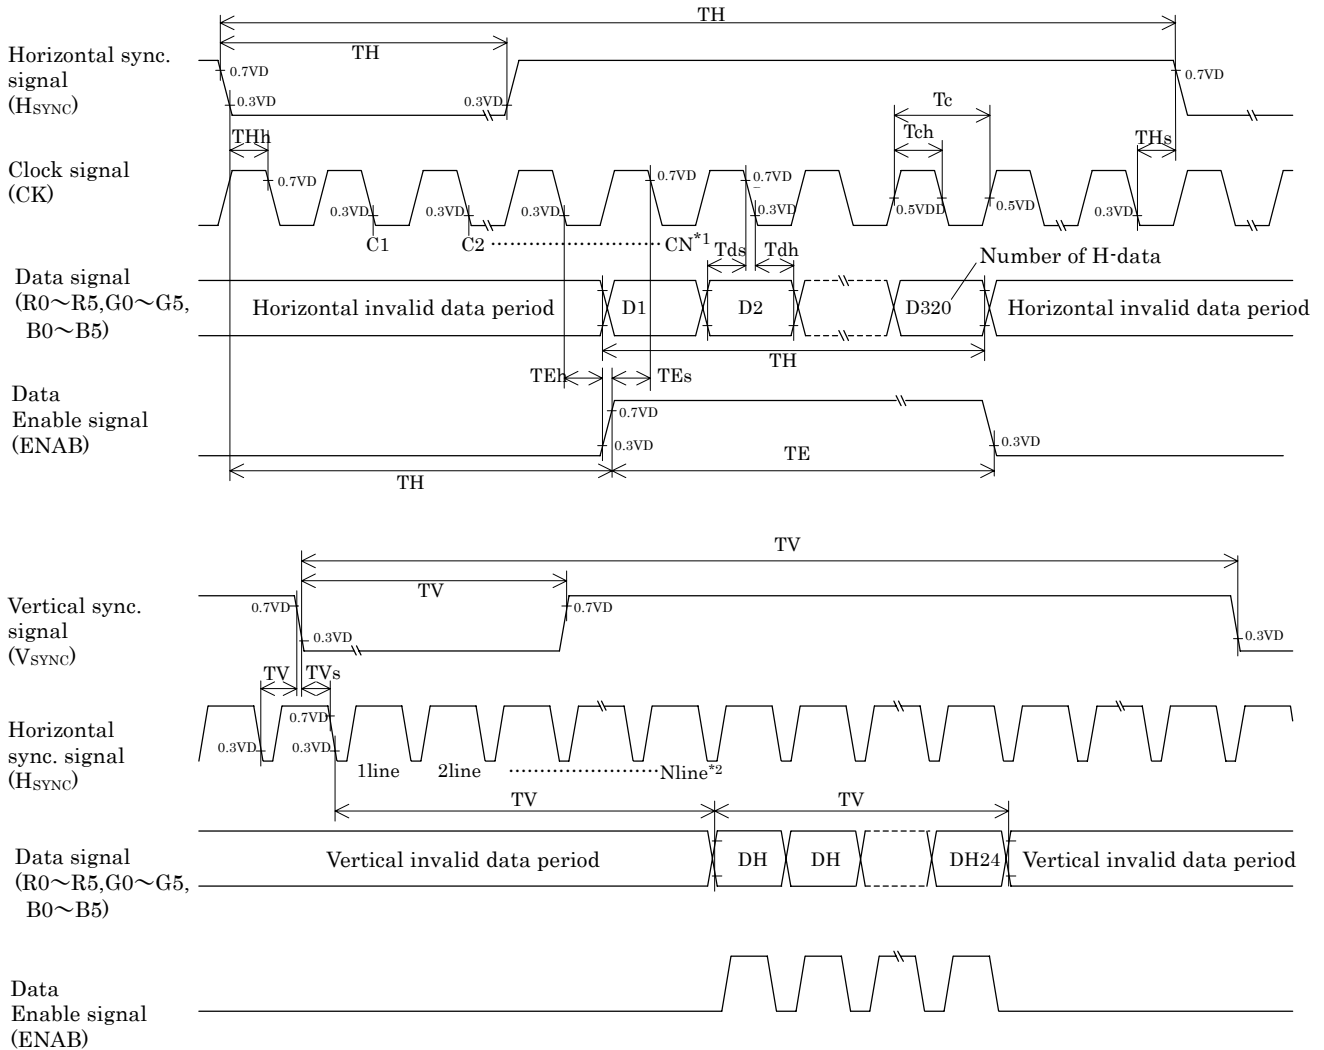 TH
TH
Horizontal sync.
signal
(HSYNC)
0.7VD
0.3VD
0.3VD
0.7VD
Tc
Tch
THh
THs
Clock signal
(CK)
0.7VD
0.3VD
0.3VD
0.3VD
0.7VD
0.7VD
0.3VD
0.5VDD
0.5VD
0.3VD
C1
C2 ······················· CN*1
Tds
Tdh
Number of H-data
Data signal
(R0～R5,G0～G5,
B0～B5)
Horizontal invalid data period
D1
D2
D320
Horizontal invalid data period
TH
TEh
TEs
Data
Enable signal
(ENAB)
0.7VD
0.3VD
0.3VD
TH
TE
TV
TV
Vertical sync.
signal
(VSYNC)
0.7VD
0.3VD
0.7VD
0.3VD
TV
TVs
Horizontal
sync. signal
(HSYNC)
0.7VD
0.3VD
0.3VD
1line
2line ······················· Nline*2
TV
TV
Data signal
(R0～R5,G0～G5,
B0～B5)
Vertical invalid data period
DH
DH
DH24
Vertical invalid data period
Data
Enable signal
(ENAB)